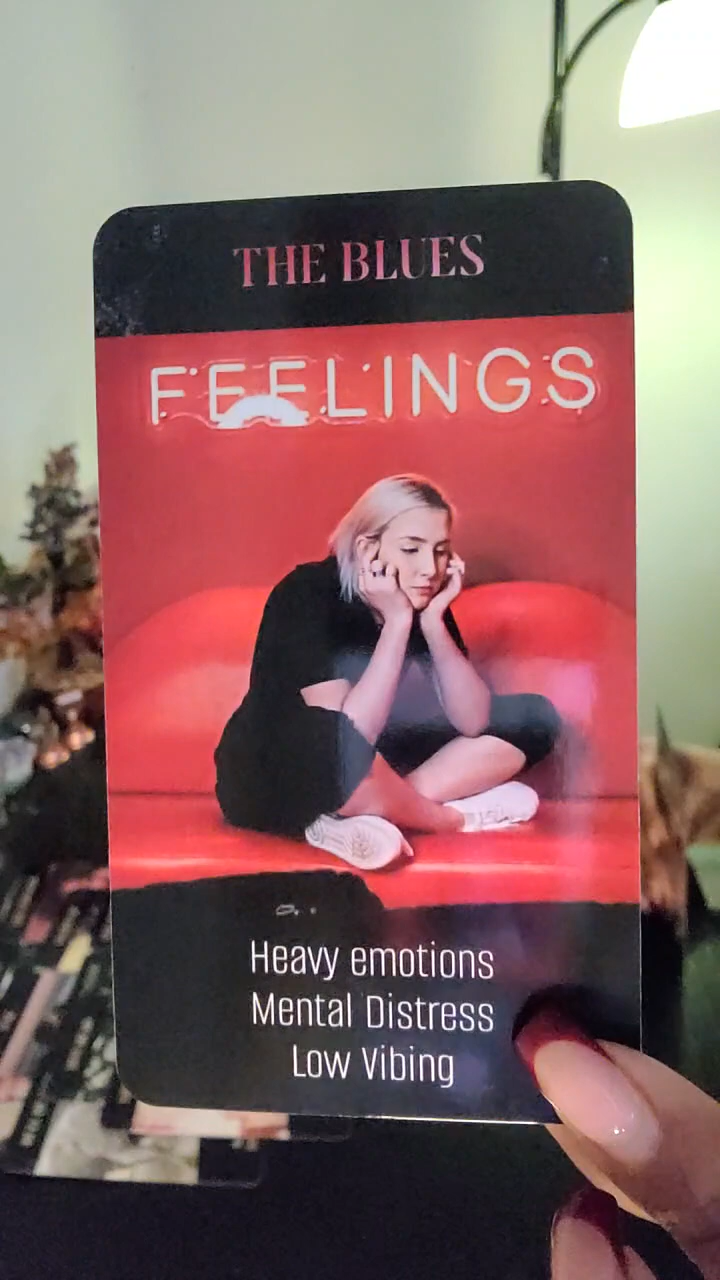 THE BLUES
FEELINGS
Heavy emotions
Mental Distress
Low Vibing